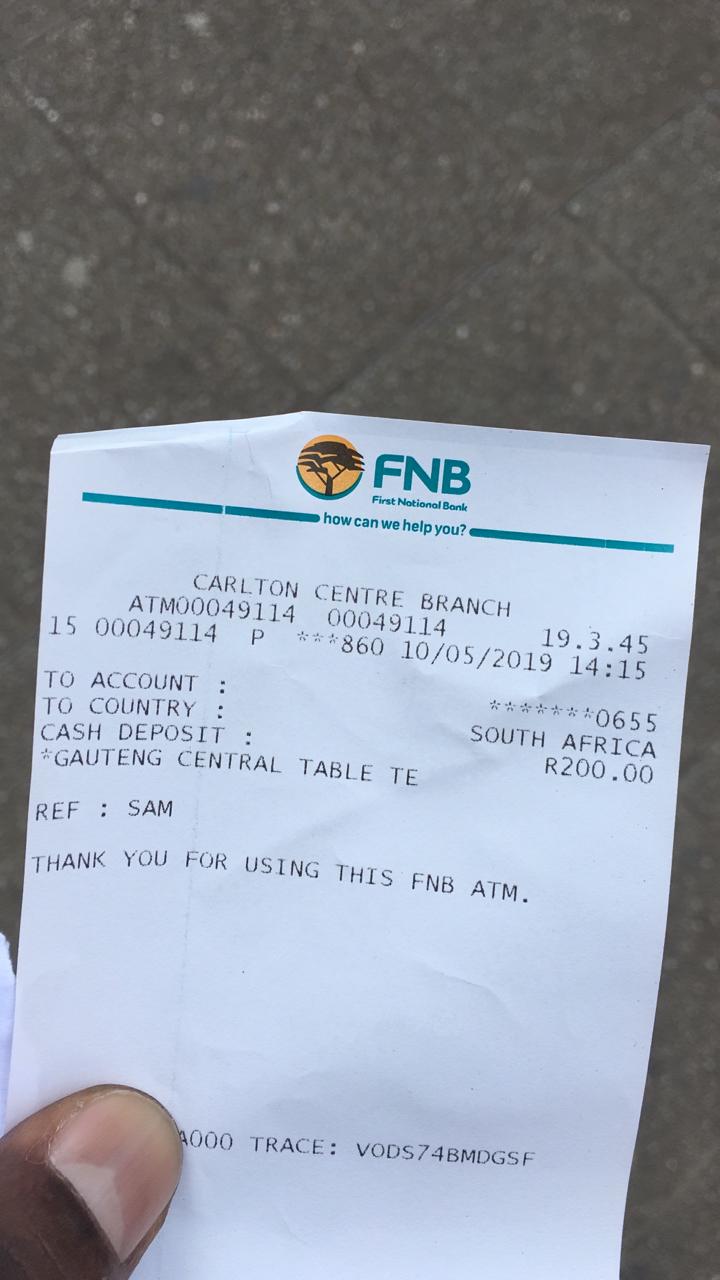 FNB
First National Bank
how can we help you?
CARLTON CENTRE BRANCH
ATM00049114 00049114 19.3.45
15 00049114 P ***860 10/05/2019 14:15
TO ACCOUNT : *******0655
TO COUNTRY : SOUTH AFRICA
CASH DEPOSIT : R200.00
*GAUTENG CENTRAL TABLE TE
REF : SAM
THANK YOU FOR USING THIS FNB ATM.
A000 TRACE: VODS74BMDGSF